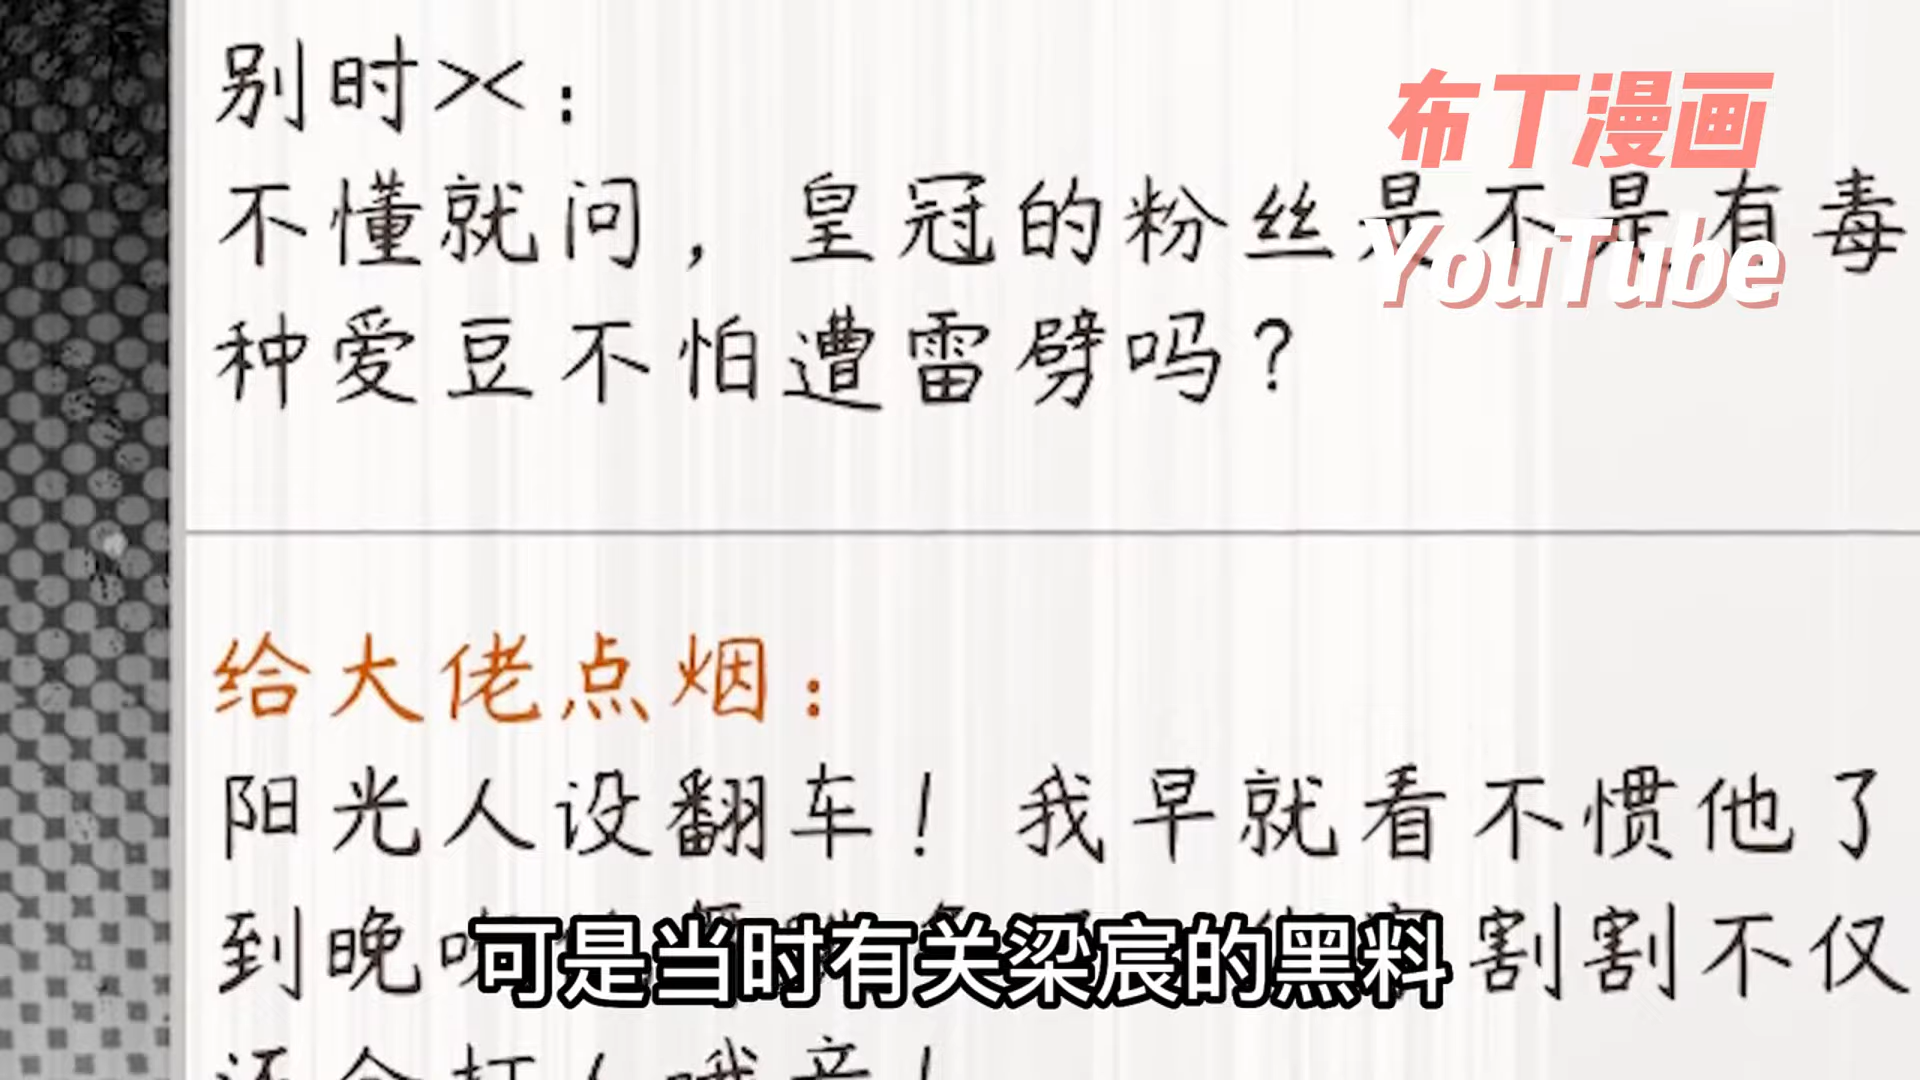 别时><：
布丁漫画
不懂就问，皇冠的粉丝是不是有毒
YouTube
种爱豆不怕遭雷劈吗？
给大佬点烟：
阳光人设翻车！我早就看不惯他了
到晚 割割不仅
可是当时有关梁宸的黑料